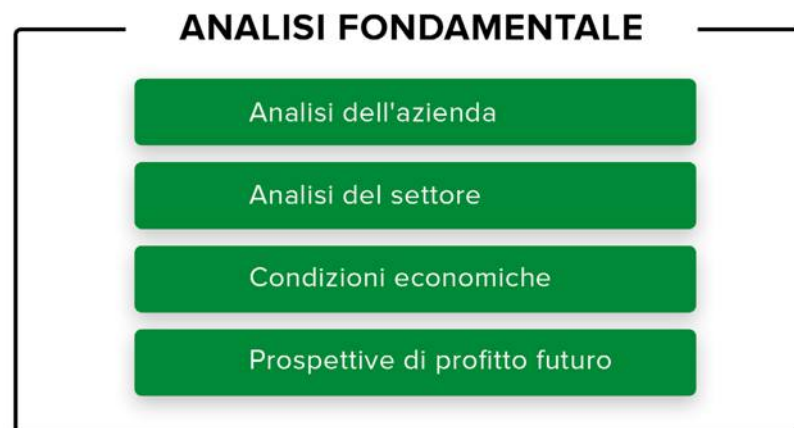 ANALISI FONDAMENTALE
Analisi dell'azienda
Analisi del settore
Condizioni economiche
Prospettive di profitto futuro